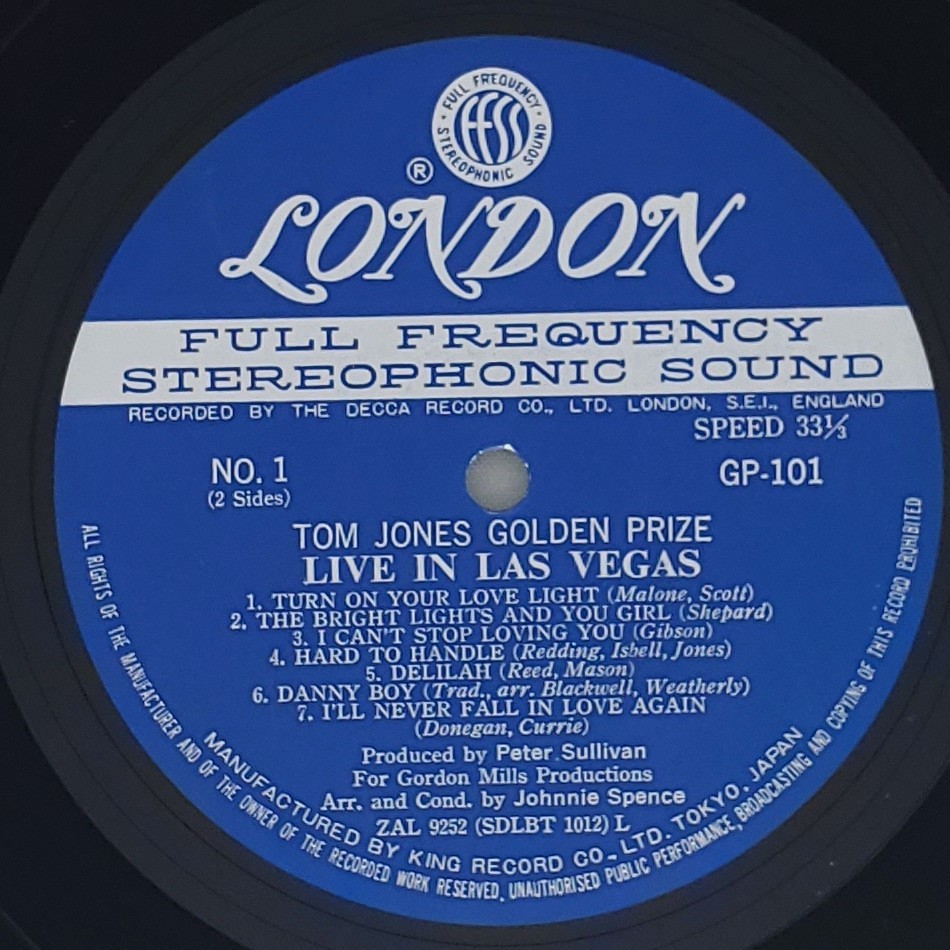 FULL FREQUENCY
STEREOPHONIC SOUND
FFSS
®
LONDON
FULL FREQUENCY
STEREOPHONIC SOUND
RECORDED BY THE DECCA RECORD CO., LTD. LONDON, S.E.I., ENGLAND
SPEED 33⅓
NO. 1
(2 Sides)
GP-101
TOM JONES GOLDEN PRIZE
LIVE IN LAS VEGAS
1. TURN ON YOUR LOVE LIGHT (Malone, Scott)
2. THE BRIGHT LIGHTS AND YOU GIRL (Shepard)
3. I CAN'T STOP LOVING YOU (Gibson)
4. HARD TO HANDLE (Redding, Isbell, Jones)
5. DELILAH (Reed, Mason)
6. DANNY BOY (Trad., arr. Blackwell, Weatherly)
7. I'LL NEVER FALL IN LOVE AGAIN
(Donegan, Currie)
Produced by Peter Sullivan
For Gordon Mills Productions
Arr. and Cond. by Johnnie Spence
ZAL 9252 (SDLBT 1012) L
MANUFACTURED BY KING RECORD CO., LTD. TOKYO, JAPAN
ALL RIGHTS OF THE MANUFACTURER AND OF THE OWNER OF THE RECORDED WORK RESERVED, UNAUTHORISED PUBLIC PERFORMANCE, BROADCASTING AND COPYING OF THIS RECORD PROHIBITED